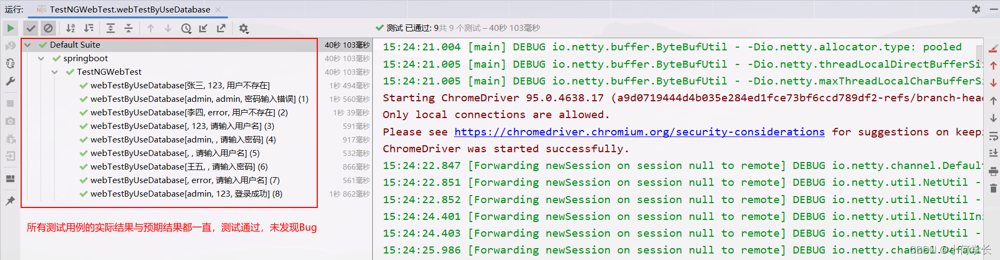 运行: TestNGWebTest.webTestByUseDatabase
测试 已通过: 9共 9 个测试 – 40秒 103毫秒
Default Suite 40秒 103毫秒
springboot 40秒 103毫秒
TestNGWebTest 40秒 103毫秒
webTestByUseDatabase[张三, 123, 用户不存在] 1秒 494毫秒
webTestByUseDatabase[admin, admin, 密码输入错误] (1) 1秒 560毫秒
webTestByUseDatabase[李四, error, 用户不存在] (2) 1秒 39毫秒
webTestByUseDatabase[, 123, 请输入用户名] (3) 591毫秒
webTestByUseDatabase[admin, , 请输入密码] (4) 917毫秒
webTestByUseDatabase[, , 请输入用户名] (5) 532毫秒
webTestByUseDatabase[王五, , 请输入密码] (6) 866毫秒
webTestByUseDatabase[, error, 请输入用户名] (7) 561毫秒
webTestByUseDatabase[admin, 123, 登录成功] (8) 1秒 862毫秒
所有测试用例的实际结果与预期结果都一直，测试通过，未发现Bug
15:24:21.004 [main] DEBUG io.netty.buffer.ByteBufUtil - -Dio.netty.allocator.type: pooled
15:24:21.005 [main] DEBUG io.netty.buffer.ByteBufUtil - -Dio.netty.threadLocalDirectBufferSi
15:24:21.005 [main] DEBUG io.netty.buffer.ByteBufUtil - -Dio.netty.maxThreadLocalCharBufferS
Starting ChromeDriver 95.0.4638.17 (a9d0719444d4b035e284ed1fce73bf6ccd789df2-refs/branch-hea
Only local connections are allowed.
Please see https://chromedriver.chromium.org/security-considerations for suggestions on keep
ChromeDriver was started successfully.
15:24:22.847 [Forwarding newSession on session null to remote] DEBUG io.netty.channel.Default
15:24:22.851 [Forwarding newSession on session null to remote] DEBUG io.netty.util.NetUtil -
15:24:22.852 [Forwarding newSession on session null to remote] DEBUG io.netty.util.NetUtil -
15:24:24.401 [Forwarding newSession on session null to remote] DEBUG io.netty.util.NetUtilIn
15:24:24.403 [Forwarding newSession on session null to remote] DEBUG io.netty.util.NetUtil -
15:24:25.986 [Forwarding newSession on session null to remote] DEBUG io.netty.channel.Default
CSDN @小何学长